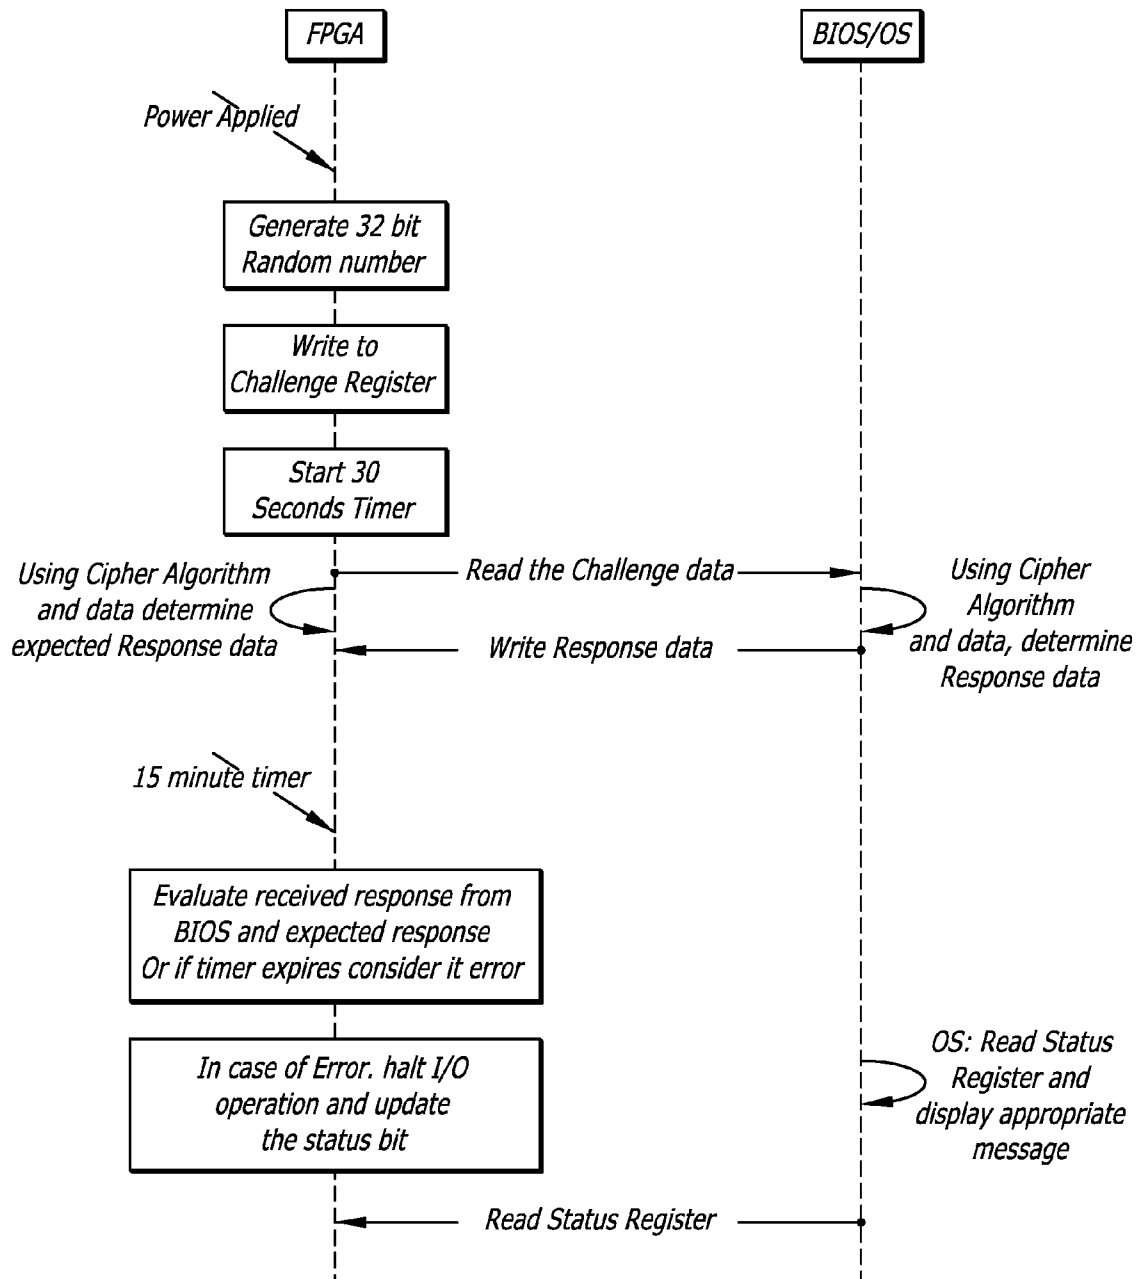 FPGA
BIOS/OS
Power Applied
Generate 32 bit
Random number
Write to
Challenge Register
Start 30
Seconds Timer
Using Cipher Algorithm
and data determine
expected Response data
Read the Challenge data
Using Cipher
Algorithm
and data, determine
Response data
Write Response data
15 minute timer
Evaluate received response from
BIOS and expected response
Or if timer expires consider it error
In case of Error. halt I/O
operation and update
the status bit
OS: Read Status
Register and
display appropriate
message
Read Status Register